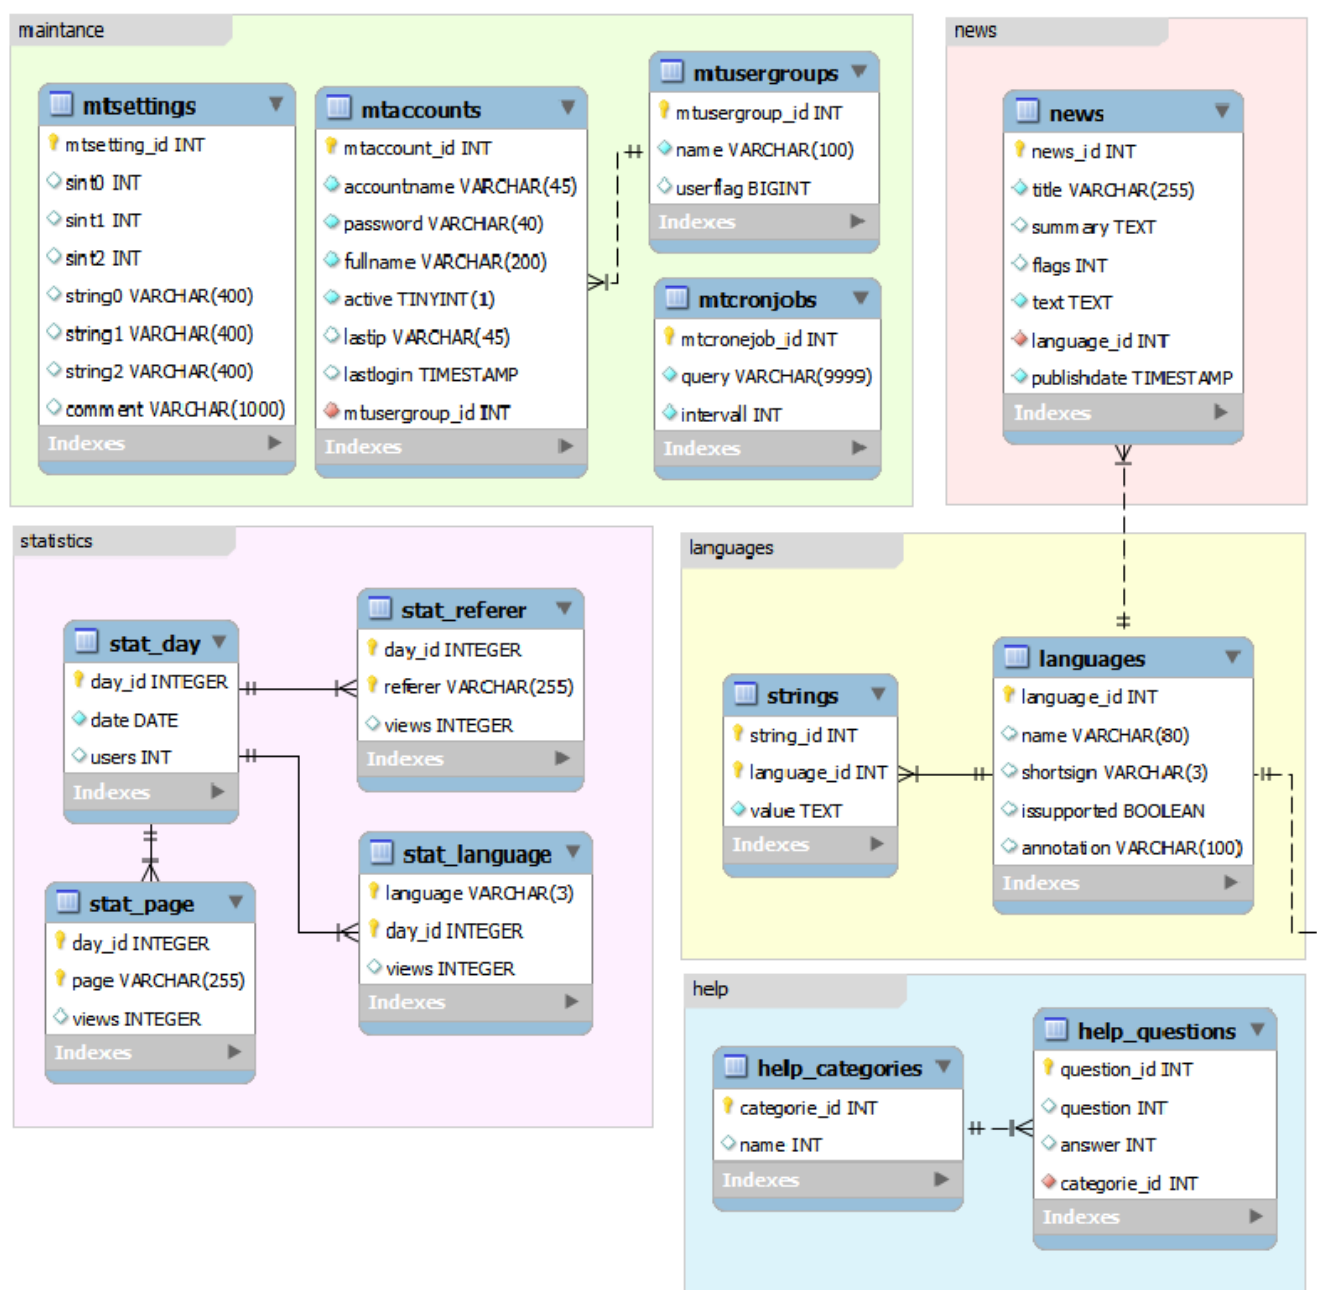 maintance
mtsettings
mtsetting_id INT
sint0 INT
sint1 INT
sint2 INT
string0 VARCHAR(400)
string1 VARCHAR(400)
string2 VARCHAR(400)
comment VARCHAR(1000)
Indexes
mtaccounts
mtaccount_id INT
accountname VARCHAR(45)
password VARCHAR(40)
fullname VARCHAR(200)
active TINYINT(1)
lastip VARCHAR(45)
lastlogin TIMESTAMP
mtusergroup_id INT
Indexes
mtusergroups
mtusergroup_id INT
name VARCHAR(100)
userflag BIGINT
Indexes
mtcronjobs
mtcronejob_id INT
query VARCHAR(9999)
intervall INT
Indexes
news
news
news_id INT
title VARCHAR(255)
summary TEXT
flags INT
text TEXT
language_id INT
publishdate TIMESTAMP
Indexes
statistics
stat_day
day_id INTEGER
date DATE
users INT
Indexes
stat_referer
day_id INTEGER
referer VARCHAR(255)
views INTEGER
Indexes
stat_page
day_id INTEGER
page VARCHAR(255)
views INTEGER
Indexes
stat_language
language VARCHAR(3)
day_id INTEGER
views INTEGER
Indexes
languages
strings
string_id INT
language_id INT
value TEXT
Indexes
languages
language_id INT
name VARCHAR(80)
shortsign VARCHAR(3)
issupported BOOLEAN
annotation VARCHAR(100)
Indexes
help
help_categories
categorie_id INT
name INT
Indexes
help_questions
question_id INT
question INT
answer INT
categorie_id INT
Indexes